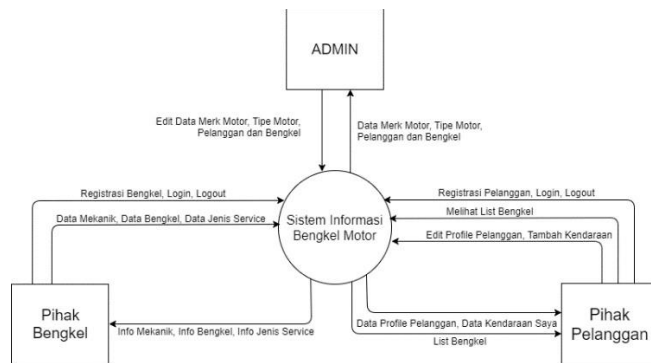 ADMIN
Edit Data Merk Motor, Tipe Motor,
Pelanggan dan Bengkel
Data Merk Motor, Tipe Motor,
Pelanggan dan Bengkel
Registrasi Bengkel, Login, Logout
Data Mekanik, Data Bengkel, Data Jenis Service
Sistem Informasi
Bengkel Motor
Registrasi Pelanggan, Login, Logout
Melihat List Bengkel
Edit Profile Pelanggan, Tambah Kendaraan
Pihak
Bengkel
Info Mekanik, Info Bengkel, Info Jenis Service
Data Profile Pelanggan, Data Kendaraan Saya
List Bengkel
Pihak
Pelanggan